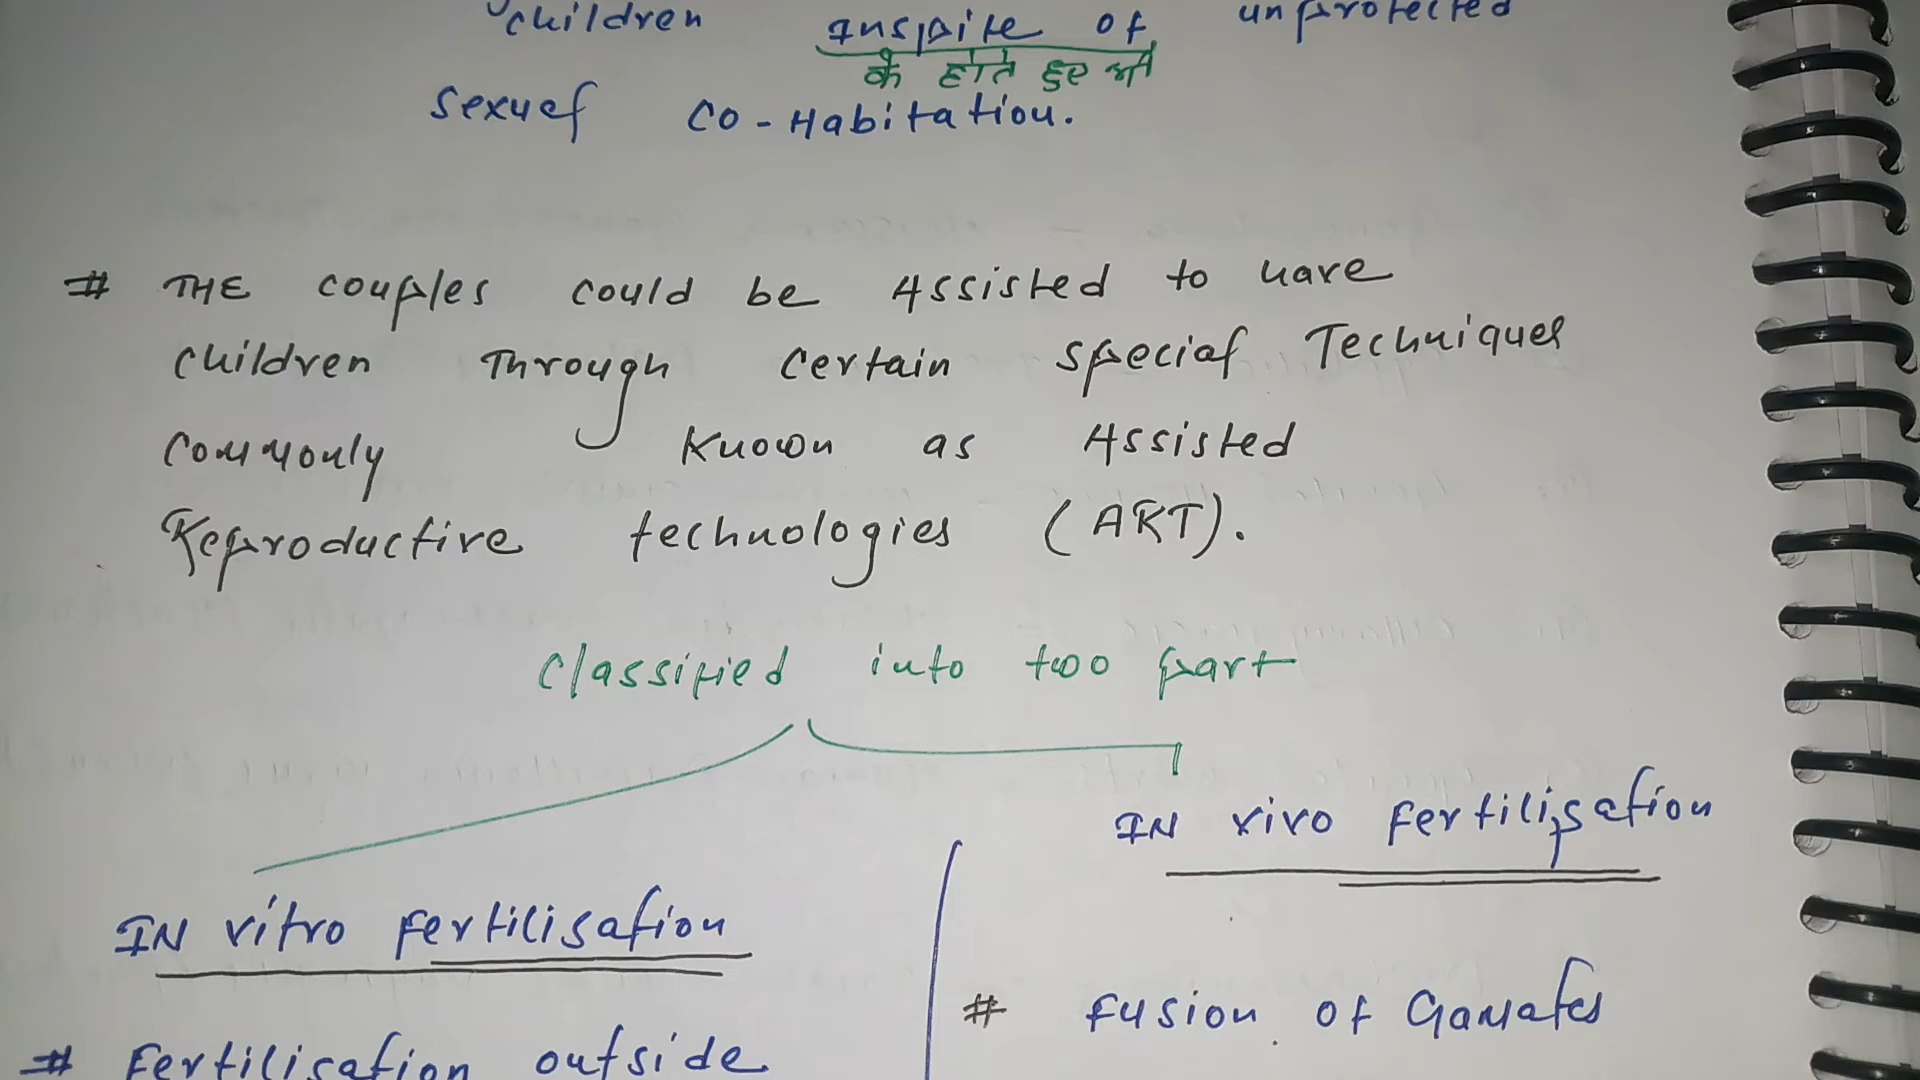 children inspite of unprotected
के होते हुए भी
sexual co-Habitation.
# THE couples could be Assisted to have
children Through certain special Techniques
commonly known as Assisted
Reproductive technologies (ART).
classified into two part
IN vivo fertilisation
IN vitro fertilisation
# fusion of Gamates
# Fertilisation outside